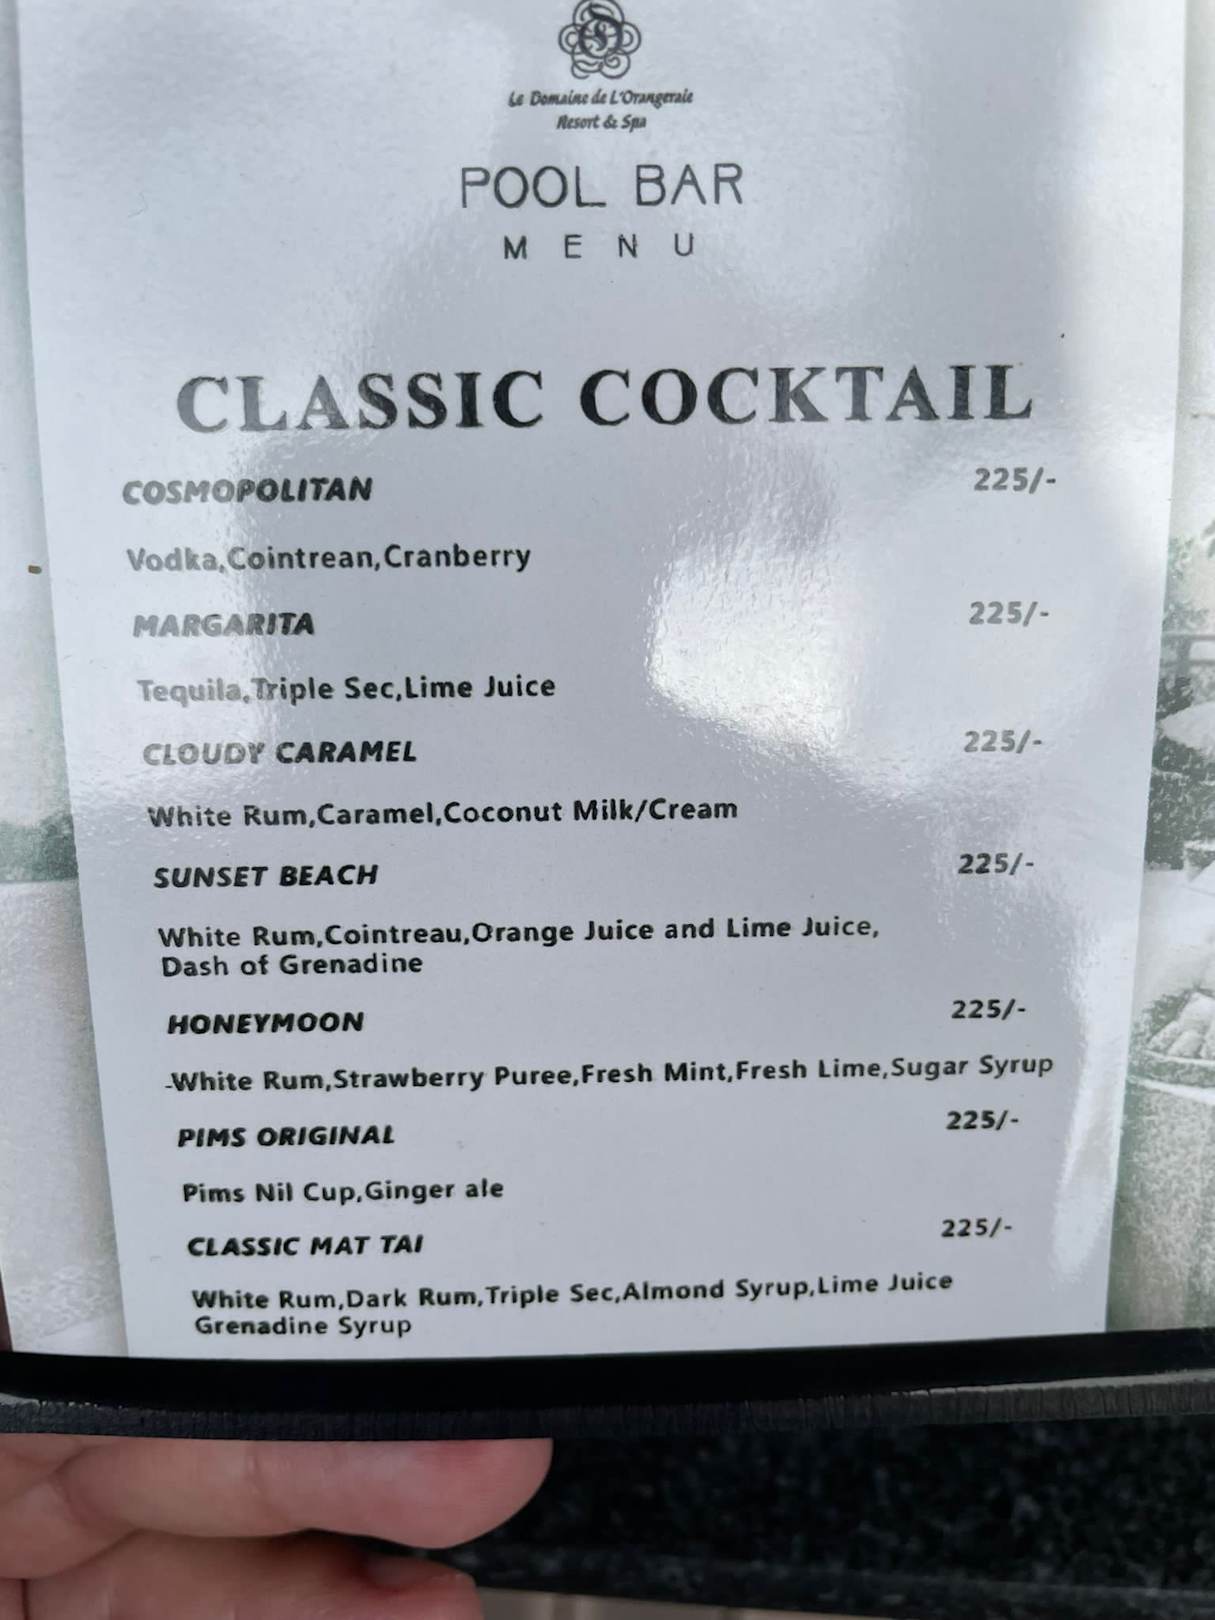 Le Domaine de L'Orangeraie
Resort & Spa
POOL BAR
MENU
CLASSIC COCKTAIL
COSMOPOLITAN 225/-
Vodka,Cointrean,Cranberry
MARGARITA 225/-
Tequila,Triple Sec,Lime Juice
CLOUDY CARAMEL 225/-
White Rum,Caramel,Coconut Milk/Cream
SUNSET BEACH 225/-
White Rum,Cointreau,Orange Juice and Lime Juice,
Dash of Grenadine
HONEYMOON 225/-
-White Rum,Strawberry Puree,Fresh Mint,Fresh Lime,Sugar Syrup
PIMS ORIGINAL 225/-
Pims Nil Cup,Ginger ale
CLASSIC MAT TAI 225/-
White Rum,Dark Rum,Triple Sec,Almond Syrup,Lime Juice
Grenadine Syrup